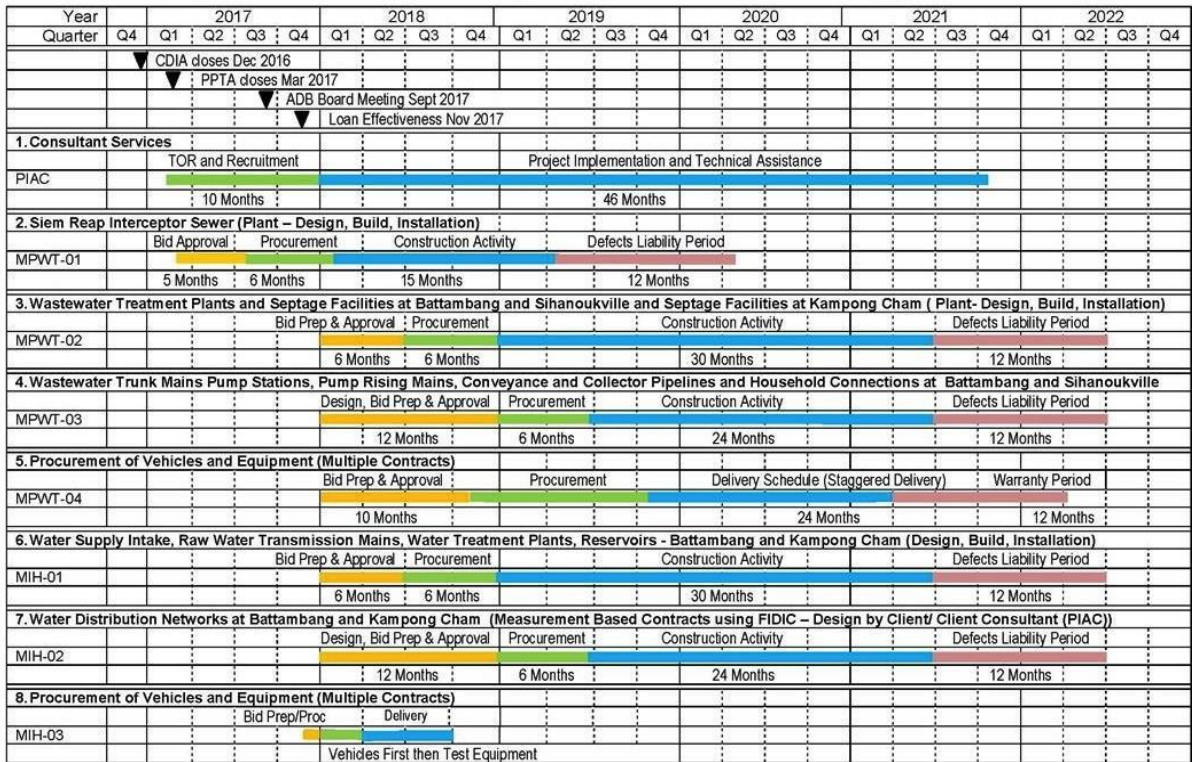 Year 2017 2018 2019 2020 2021 2022
Quarter Q4 Q1 Q2 Q3 Q4 Q1 Q2 Q3 Q4 Q1 Q2 Q3 Q4 Q1 Q2 Q3 Q4 Q1 Q2 Q3 Q4 Q1 Q2 Q3 Q4
CDIA closes Dec 2016
PPTA closes Mar 2017
ADB Board Meeting Sept 2017
Loan Effectiveness Nov 2017
1. Consultant Services
TOR and Recruitment Project Implementation and Technical Assistance
PIAC
10 Months 46 Months
2. Siem Reap Interceptor Sewer (Plant – Design, Build, Installation)
Bid Approval Procurement Construction Activity Defects Liability Period
MPWT-01
5 Months 6 Months 15 Months 12 Months
3. Wastewater Treatment Plants and Septage Facilities at Battambang and Sihanoukville and Septage Facilities at Kampong Cham ( Plant- Design, Build, Installation)
Bid Prep & Approval Procurement Construction Activity Defects Liability Period
MPWT-02
6 Months 6 Months 30 Months 12 Months
4. Wastewater Trunk Mains Pump Stations, Pump Rising Mains, Conveyance and Collector Pipelines and Household Connections at Battambang and Sihanoukville
Design, Bid Prep & Approval Procurement Construction Activity Defects Liability Period
MPWT-03
12 Months 6 Months 24 Months 12 Months
5. Procurement of Vehicles and Equipment (Multiple Contracts)
Bid Prep & Approval Procurement Delivery Schedule (Staggered Delivery) Warranty Period
MPWT-04
10 Months 24 Months 12 Months
6. Water Supply Intake, Raw Water Transmission Mains, Water Treatment Plants, Reservoirs - Battambang and Kampong Cham (Design, Build, Installation)
Bid Prep & Approval Procurement Construction Activity Defects Liability Period
MIH-01
6 Months 6 Months 30 Months 12 Months
7. Water Distribution Networks at Battambang and Kampong Cham (Measurement Based Contracts using FIDIC – Design by Client/ Client Consultant (PIAC))
Design, Bid Prep & Approval Procurement Construction Activity Defects Liability Period
MIH-02
12 Months 6 Months 24 Months 12 Months
8. Procurement of Vehicles and Equipment (Multiple Contracts)
Bid Prep/Proc Delivery
MIH-03
Vehicles First then Test Equipment